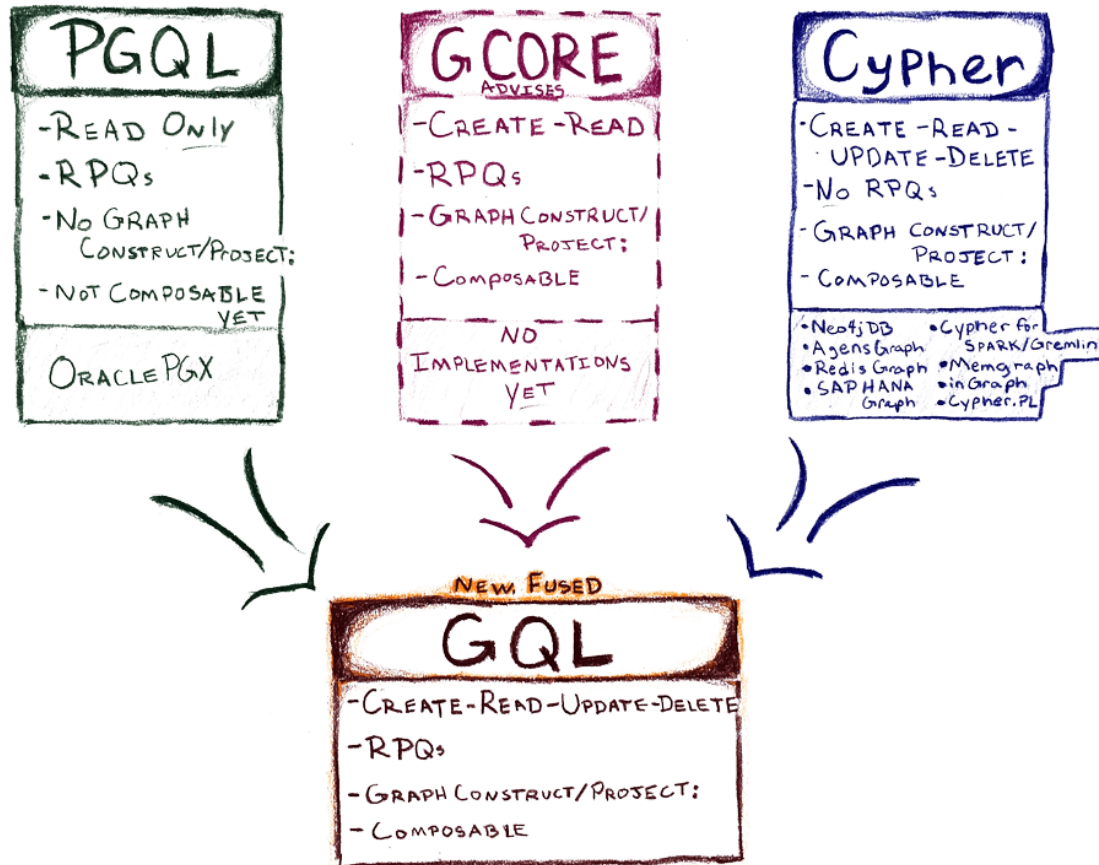 PGQL
-READ ONLY
-RPQs
-NO GRAPH
CONSTRUCT/PROJECT:
-NOT COMPOSABLE
YET
ORACLE PGX
GCORE
ADVISES
-CREATE-READ
-RPQs
-GRAPH CONSTRUCT/
PROJECT:
-COMPOSABLE
NO
IMPLEMENTATIONS
YET
Cypher
•CREATE-READ-
UPDATE-DELETE
-NO RPQs
-GRAPH CONSTRUCT/
PROJECT:
-COMPOSABLE
•Neo4jDB
•AgensGraph
•Redis Graph
•SAP HANA
Graph
•Cypher for
SPARK/Gremlin
•Memgraph
•inGraph
•Cypher.PL
NEW. FUSED
GQL
-CREATE-READ-UPDATE-DELETE
-RPQs
-GRAPH CONSTRUCT/PROJECT:
-COMPOSABLE